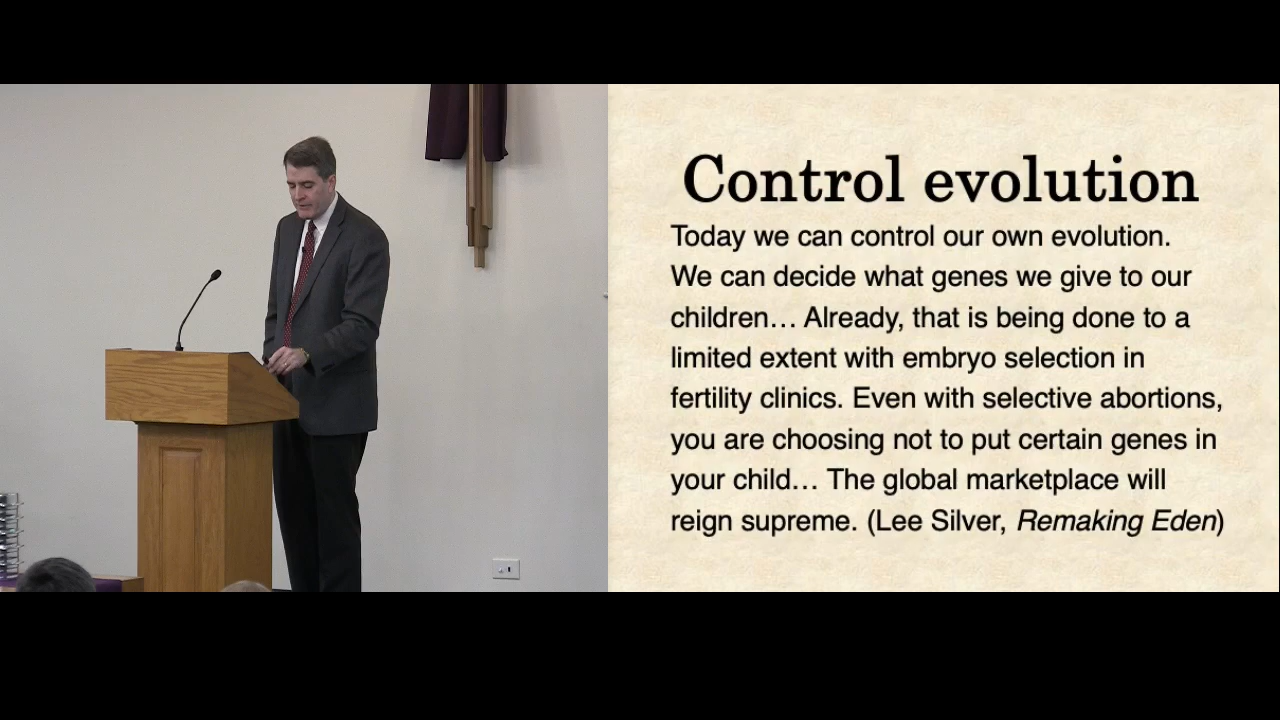 Control evolution
Today we can control our own evolution.
We can decide what genes we give to our
children… Already, that is being done to a
limited extent with embryo selection in
fertility clinics. Even with selective abortions,
you are choosing not to put certain genes in
your child… The global marketplace will
reign supreme. (Lee Silver, Remaking Eden)